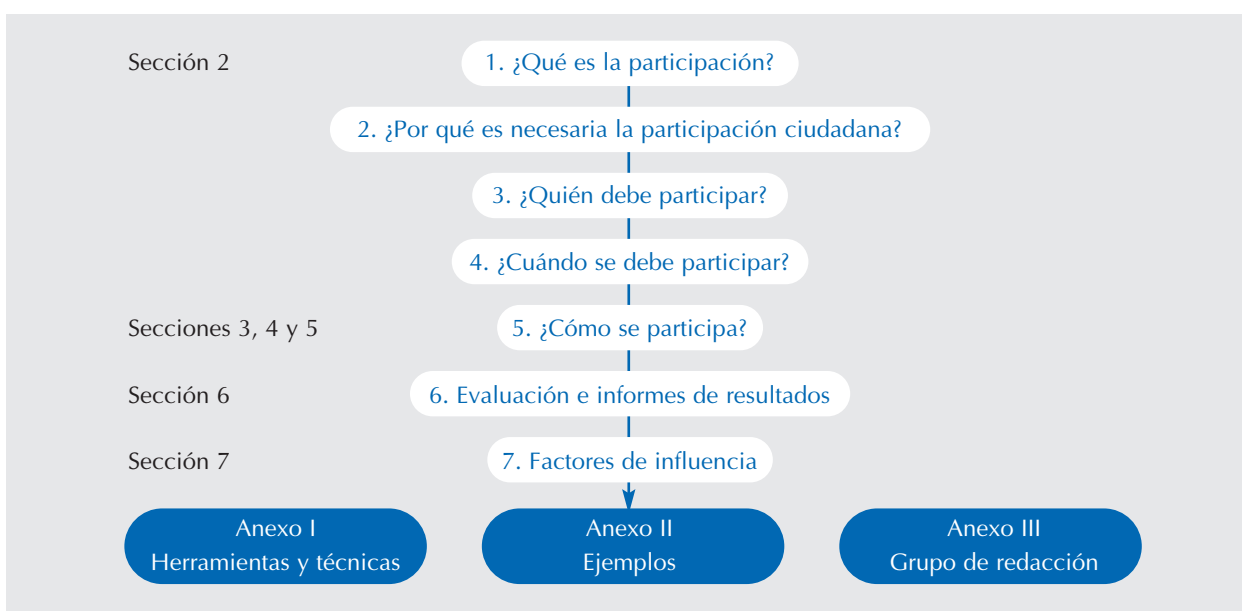 Sección 2
1. ¿Qué es la participación?
2. ¿Por qué es necesaria la participación ciudadana?
3. ¿Quién debe participar?
4. ¿Cuándo se debe participar?
Secciones 3, 4 y 5
5. ¿Cómo se participa?
Sección 6
6. Evaluación e informes de resultados
Sección 7
7. Factores de influencia
Anexo I
Herramientas y técnicas
Anexo II
Ejemplos
Anexo III
Grupo de redacción